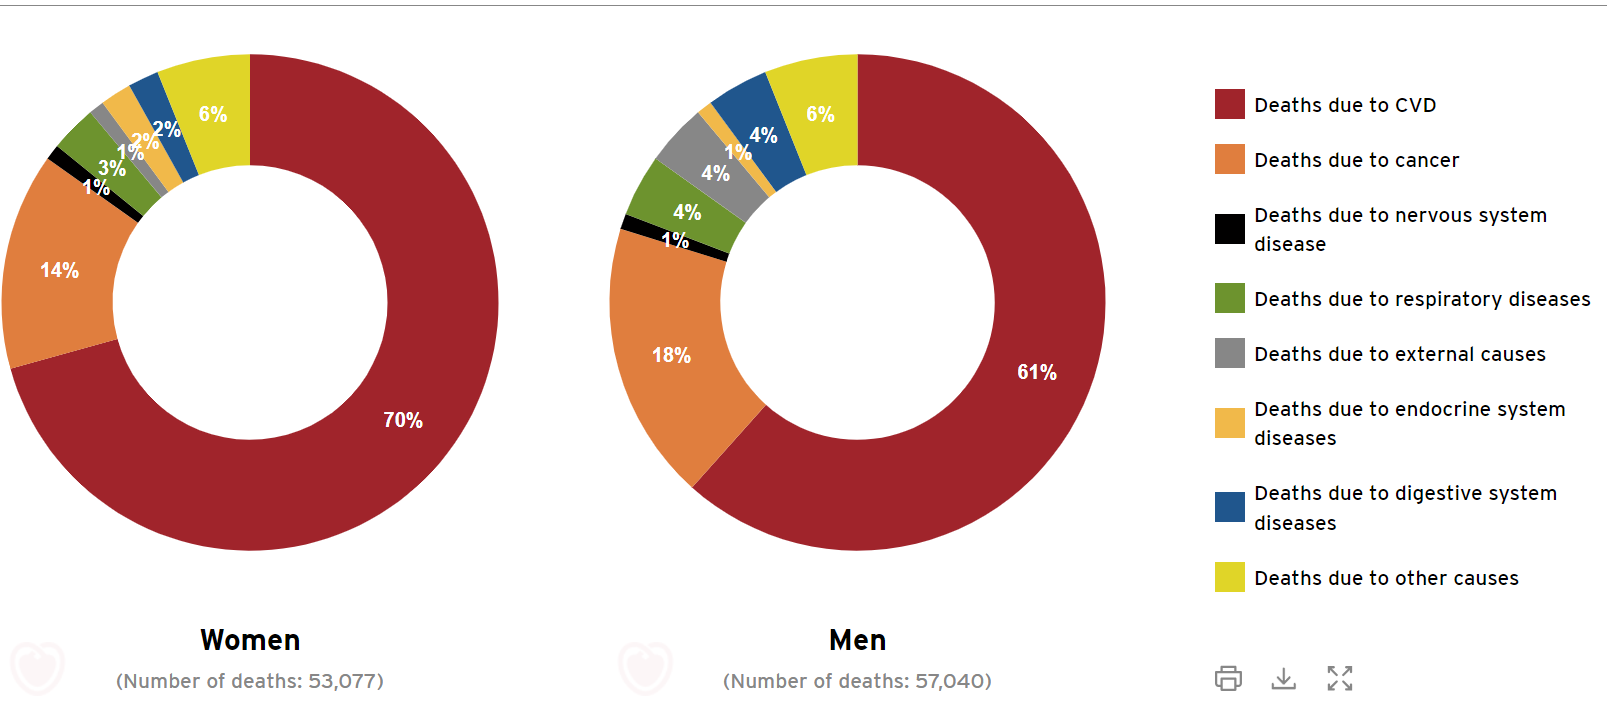 6%
2%
2%
1%
3%
1%
14%
70%
Women
(Number of deaths: 53,077)
6%
4%
1%
4%
4%
1%
18%
61%
Men
(Number of deaths: 57,040)
Deaths due to CVD
Deaths due to cancer
Deaths due to nervous system
disease
Deaths due to respiratory diseases
Deaths due to external causes
Deaths due to endocrine system
diseases
Deaths due to digestive system
diseases
Deaths due to other causes